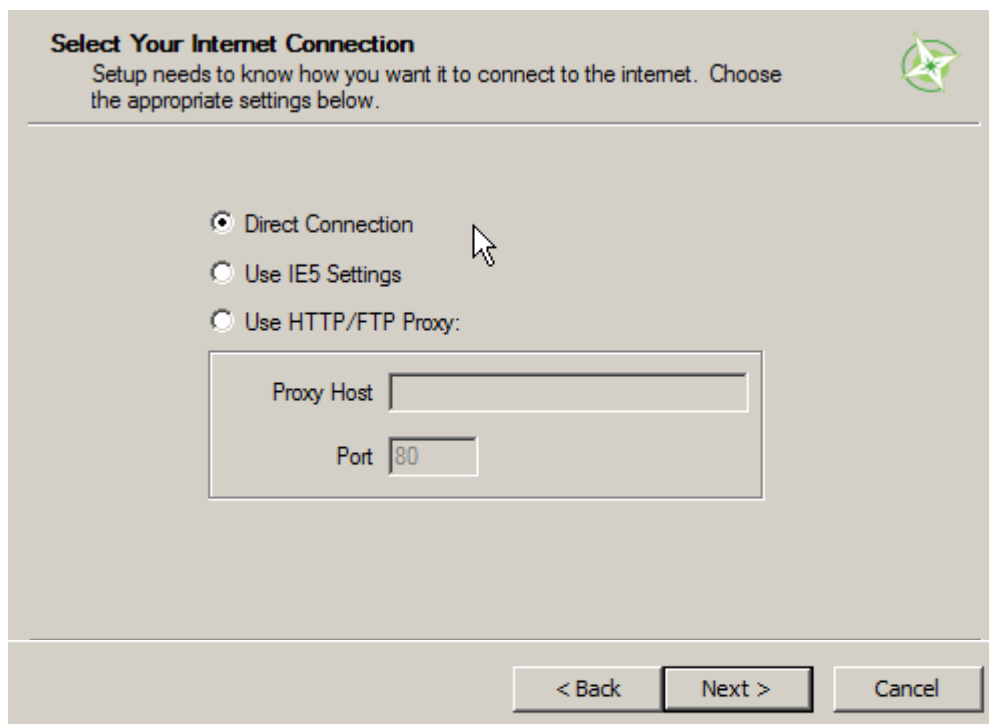 Select Your Internet Connection
Setup needs to know how you want it to connect to the internet.  Choose
the appropriate settings below.
Direct Connection
Use IE5 Settings
Use HTTP/FTP Proxy:
Proxy Host
Port 80
< Back Next > Cancel